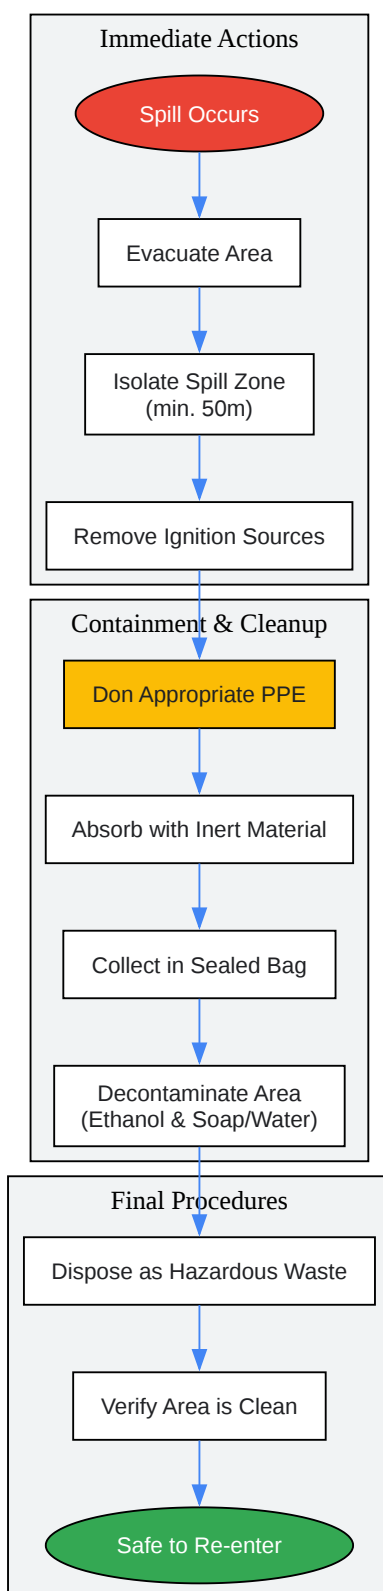 Immediate Actions
Spill Occurs
Evacuate Area
Isolate Spill Zone
(min. 50m)
Remove Ignition Sources
Containment & Cleanup
Don Appropriate PPE
Absorb with Inert Material
Collect in Sealed Bag
Decontaminate Area
(Ethanol & Soap/Water)
Final Procedures
Dispose as Hazardous Waste
Verify Area is Clean
Safe to Re-enter